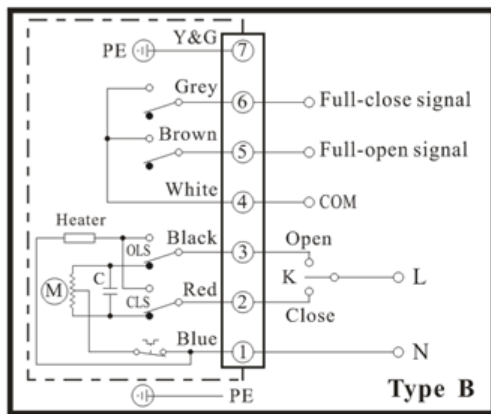 Y&G
PE 7
Grey
6 Full-close signal
Brown
5 Full-open signal
White
4 COM
Heater
OLS Black 3 Open
C K L
M
CLS Red 2
Close
Blue 1 N
PE Type B